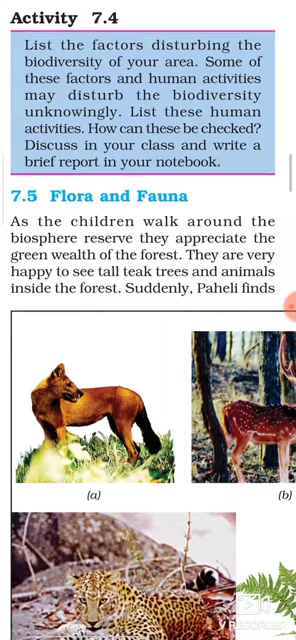 Activity 7.4
List the factors disturbing the
biodiversity of your area. Some of
these factors and human activities
may disturb the biodiversity
unknowingly. List these human
activities. How can these be checked?
Discuss in your class and write a
brief report in your notebook.
7.5 Flora and Fauna
As the children walk around the
biosphere reserve they appreciate the
green wealth of the forest. They are very
happy to see tall teak trees and animals
inside the forest. Suddenly, Paheli finds
(a)
(b)
V RECORDER